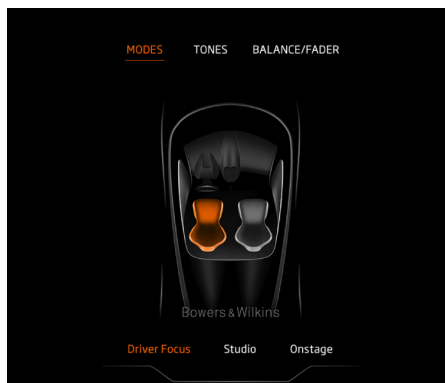 MODES TONES BALANCE/FADER
Bowers & Wilkins
Driver Focus Studio Onstage